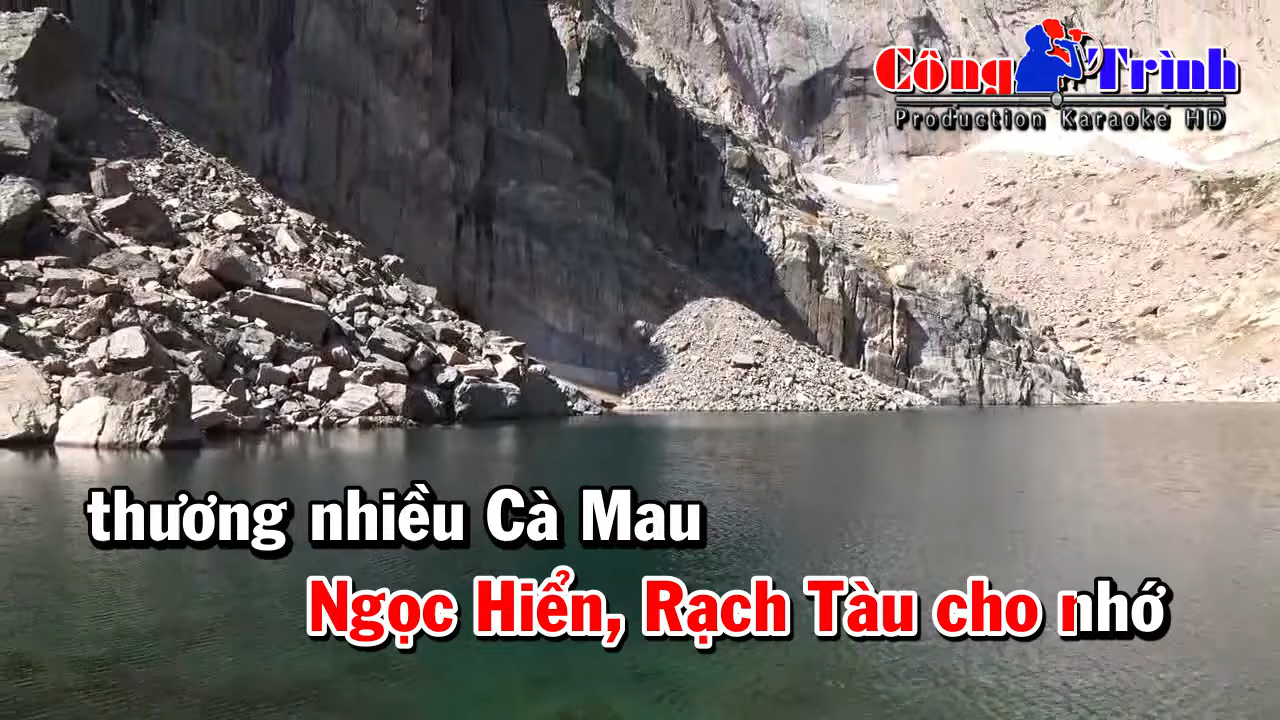 Công Trình
Production Karaoke HD
thương nhiều Cà Mau
Ngọc Hiển, Rạch Tàu cho nhớ